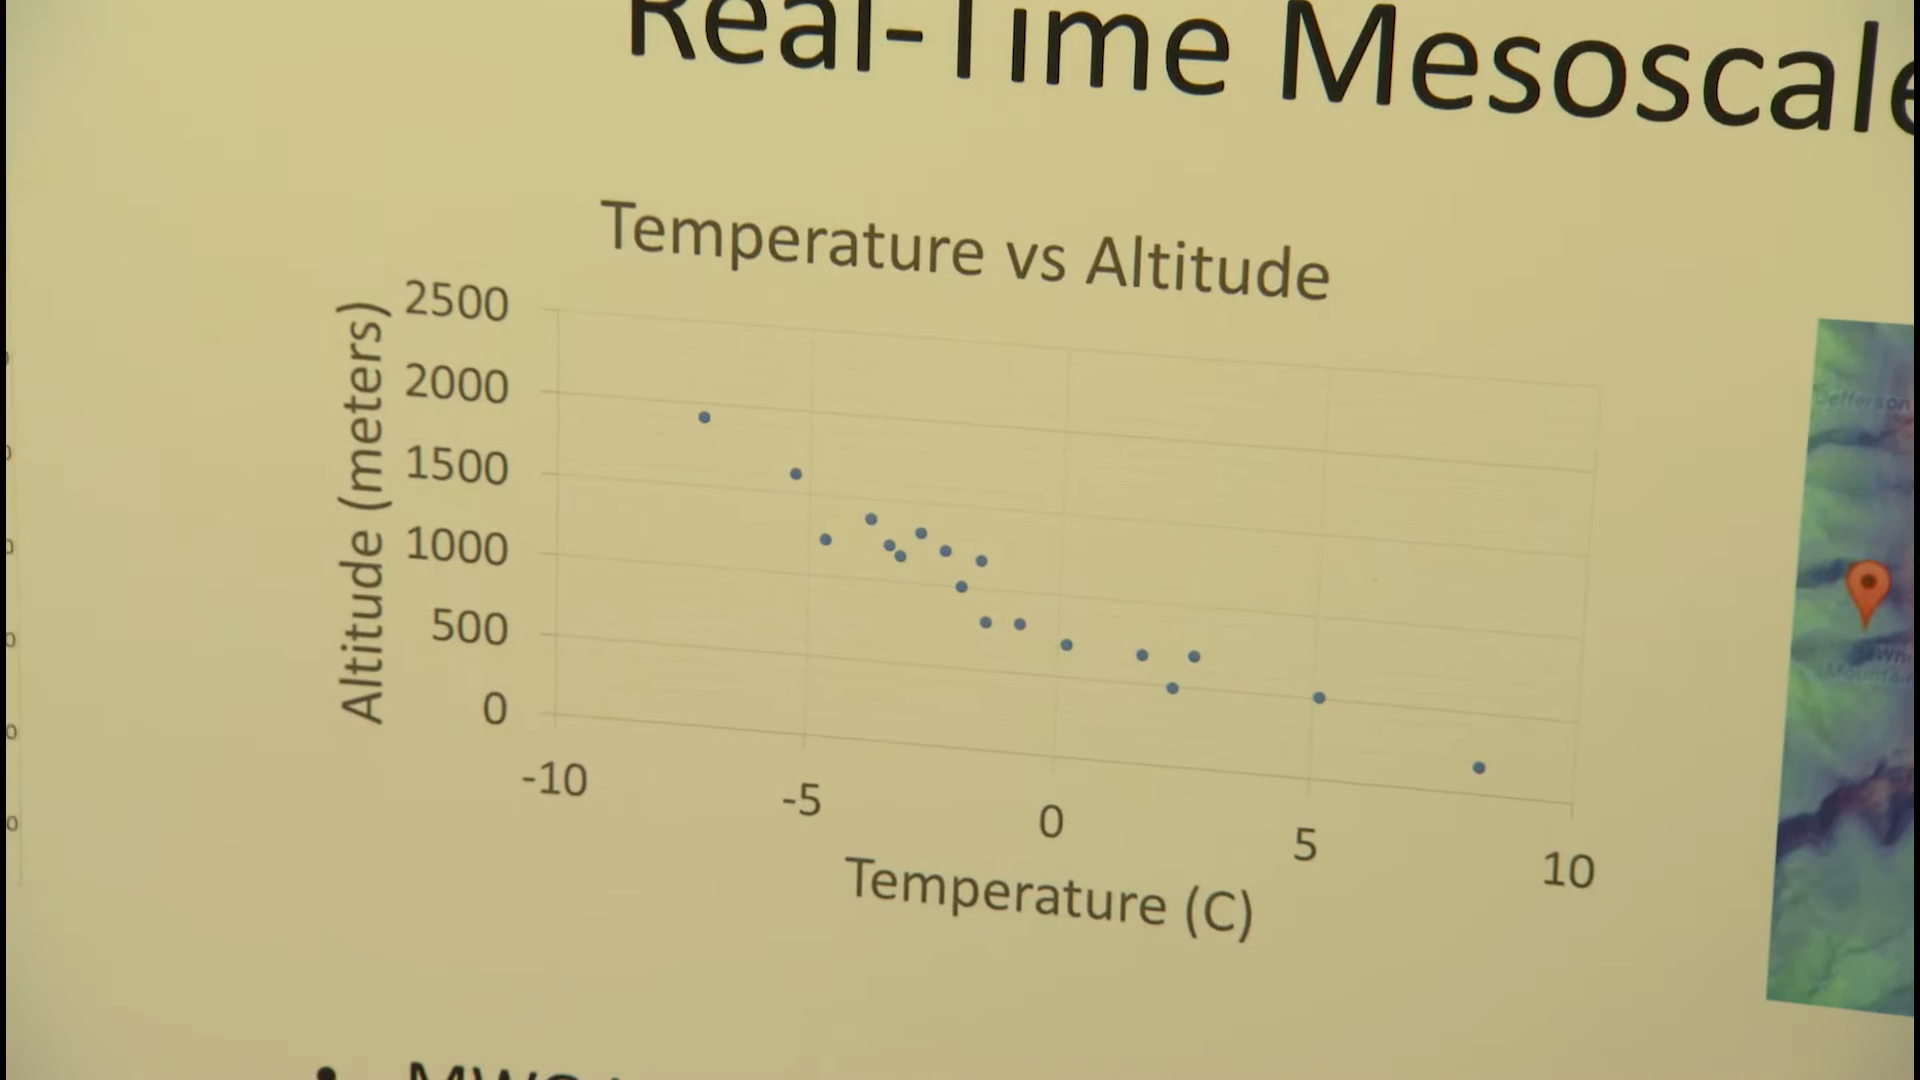 Real-Time Mesoscale
Temperature vs Altitude
Altitude (meters)
2500
2000
1500
1000
500
0
-10
-5
0
5
10
Temperature (C)
Jefferson